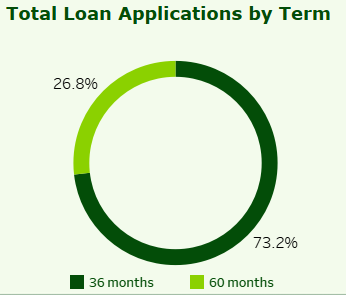 Total Loan Applications by Term
26.8%
73.2%
36 months
60 months